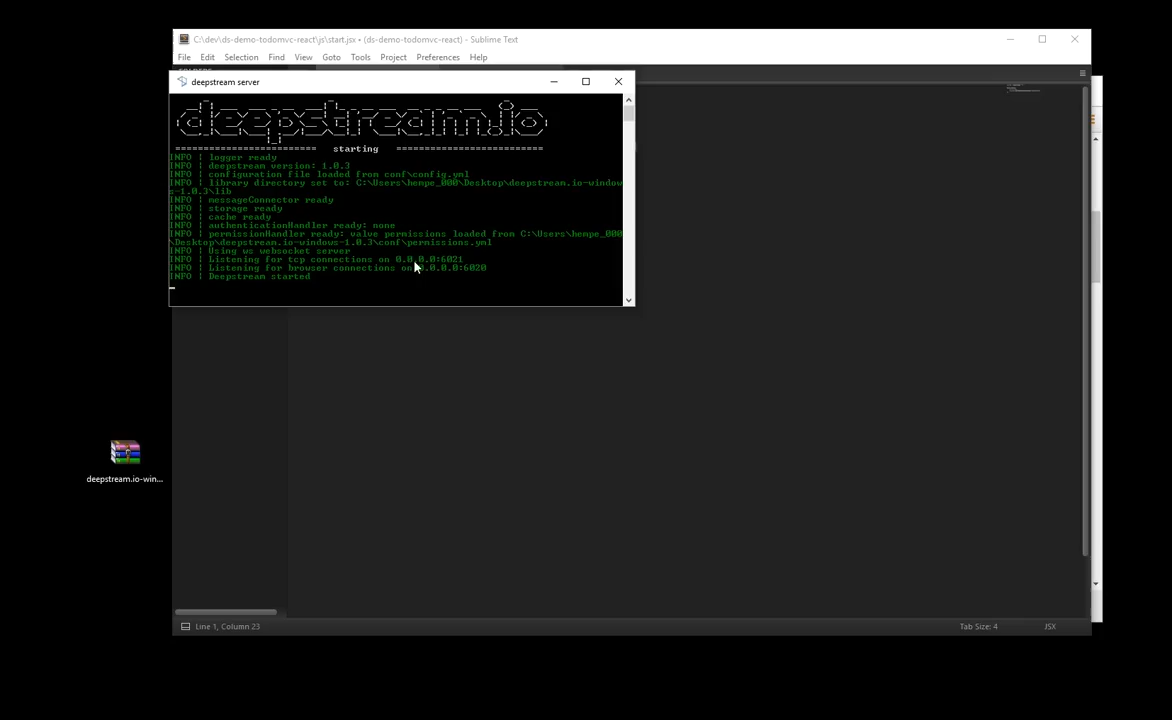 C:\dev\ds-demo-todomvc-react\js\start.jsx • (ds-demo-todomvc-react) - Sublime Text
File Edit Selection Find View Goto Tools Project Preferences Help
deepstream server
deepstream.io
========================= starting ==========================
INFO | logger ready
INFO | deepstream version: 1.0.3
INFO | configuration file loaded from conf\config.yml
INFO | library directory set to: C:\Users\hempe_000\Desktop\deepstream.io-window
s-1.0.3\lib
INFO | messageConnector ready
INFO | storage ready
INFO | cache ready
INFO | authenticationHandler ready: none
INFO | permissionHandler ready: valve permissions loaded from C:\Users\hempe_000
\Desktop\deepstream.io-windows-1.0.3\conf\permissions.yml
INFO | Using ws websocket server
INFO | Listening for tcp connections on 0.0.0.0:6021
INFO | Listening for browser connections on 0.0.0.0:6020
INFO | Deepstream started
deepstream.io-win...
Line 1, Column 23
Tab Size: 4
JSX